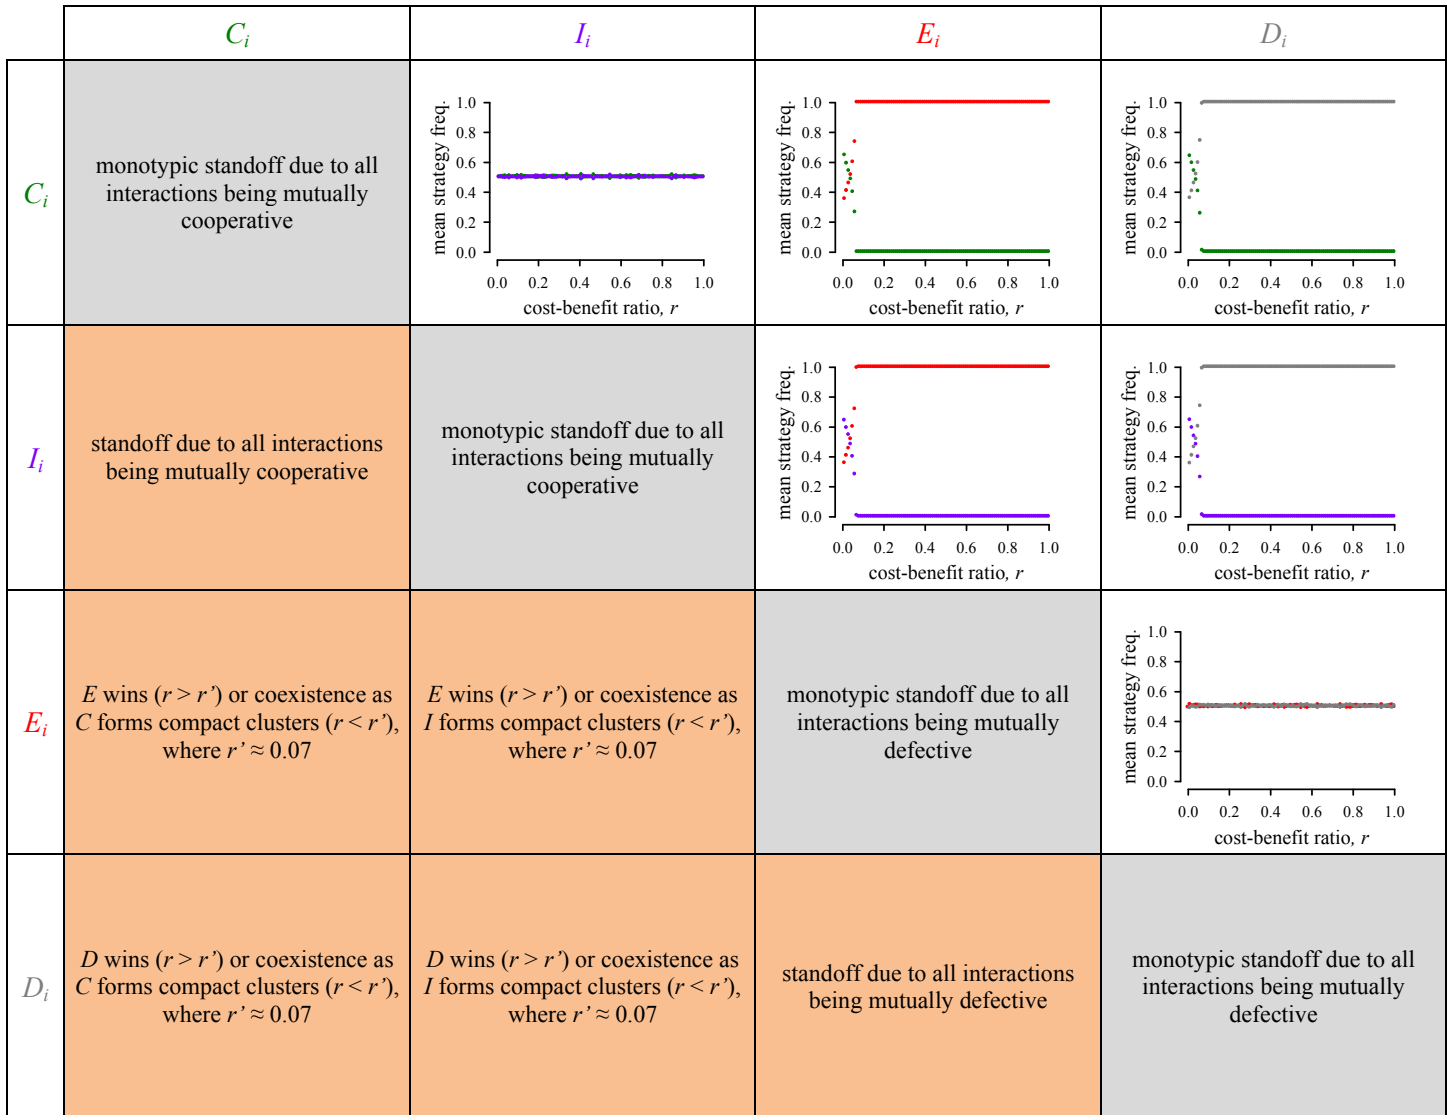 C_i I_i E_i D_i
C_i
monotypic standoff due to all
interactions being mutually
cooperative
mean strategy freq.
1.0
0.8
0.6
0.4
0.2
0.0
0.0 0.2 0.4 0.6 0.8 1.0
cost-benefit ratio, r
mean strategy freq.
1.0
0.8
0.6
0.4
0.2
0.0
0.0 0.2 0.4 0.6 0.8 1.0
cost-benefit ratio, r
mean strategy freq.
1.0
0.8
0.6
0.4
0.2
0.0
0.0 0.2 0.4 0.6 0.8 1.0
cost-benefit ratio, r
I_i
standoff due to all interactions
being mutually cooperative
monotypic standoff due to all
interactions being mutually
cooperative
mean strategy freq.
1.0
0.8
0.6
0.4
0.2
0.0
0.0 0.2 0.4 0.6 0.8 1.0
cost-benefit ratio, r
mean strategy freq.
1.0
0.8
0.6
0.4
0.2
0.0
0.0 0.2 0.4 0.6 0.8 1.0
cost-benefit ratio, r
E_i
E wins (r > r’) or coexistence as
C forms compact clusters (r < r’),
where r’ ≈ 0.07
E wins (r > r’) or coexistence as
I forms compact clusters (r < r’),
where r’ ≈ 0.07
monotypic standoff due to all
interactions being mutually
defective
mean strategy freq.
1.0
0.8
0.6
0.4
0.2
0.0
0.0 0.2 0.4 0.6 0.8 1.0
cost-benefit ratio, r
D_i
D wins (r > r’) or coexistence as
C forms compact clusters (r < r’),
where r’ ≈ 0.07
D wins (r > r’) or coexistence as
I forms compact clusters (r < r’),
where r’ ≈ 0.07
standoff due to all interactions
being mutually defective
monotypic standoff due to all
interactions being mutually
defective